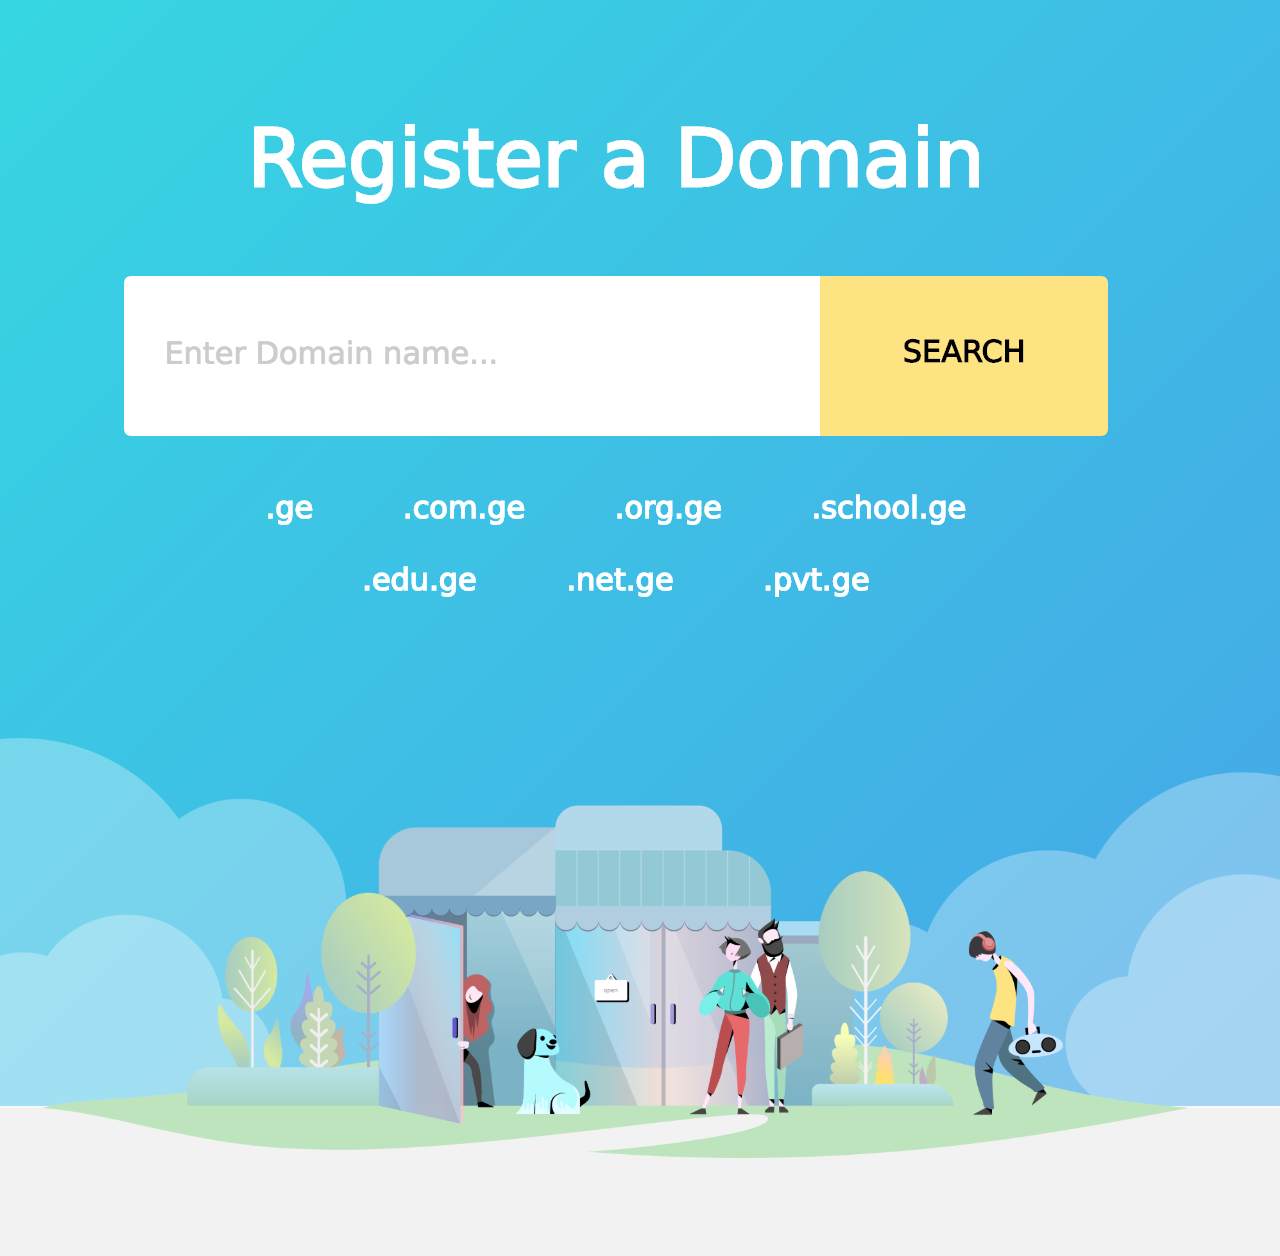 Register a Domain
Enter Domain name...
SEARCH
.ge .com.ge .org.ge .school.ge
.edu.ge .net.ge .pvt.ge
open